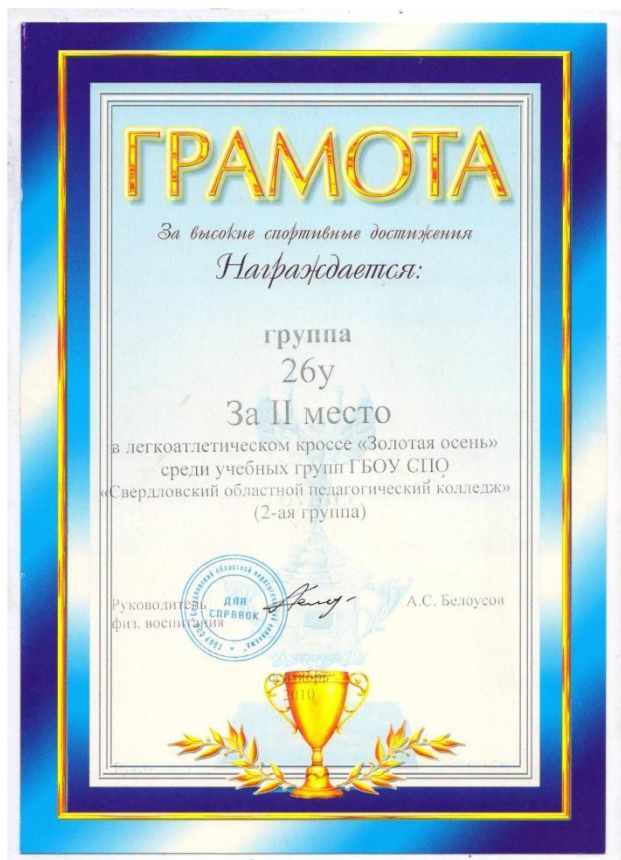 ГРАМОТА
За высокие спортивные достижения
Награждается:
группа
26у
За II место
в легкоатлетическом кроссе «Золотая осень»
среди учебных групп ГБОУ СПО
«Свердловский областной педагогический колледж»
(2-ая группа)
Руководитель
физ. воспитания
ДЛЯ
СПРАВОК
А.С. Белоусов
2010